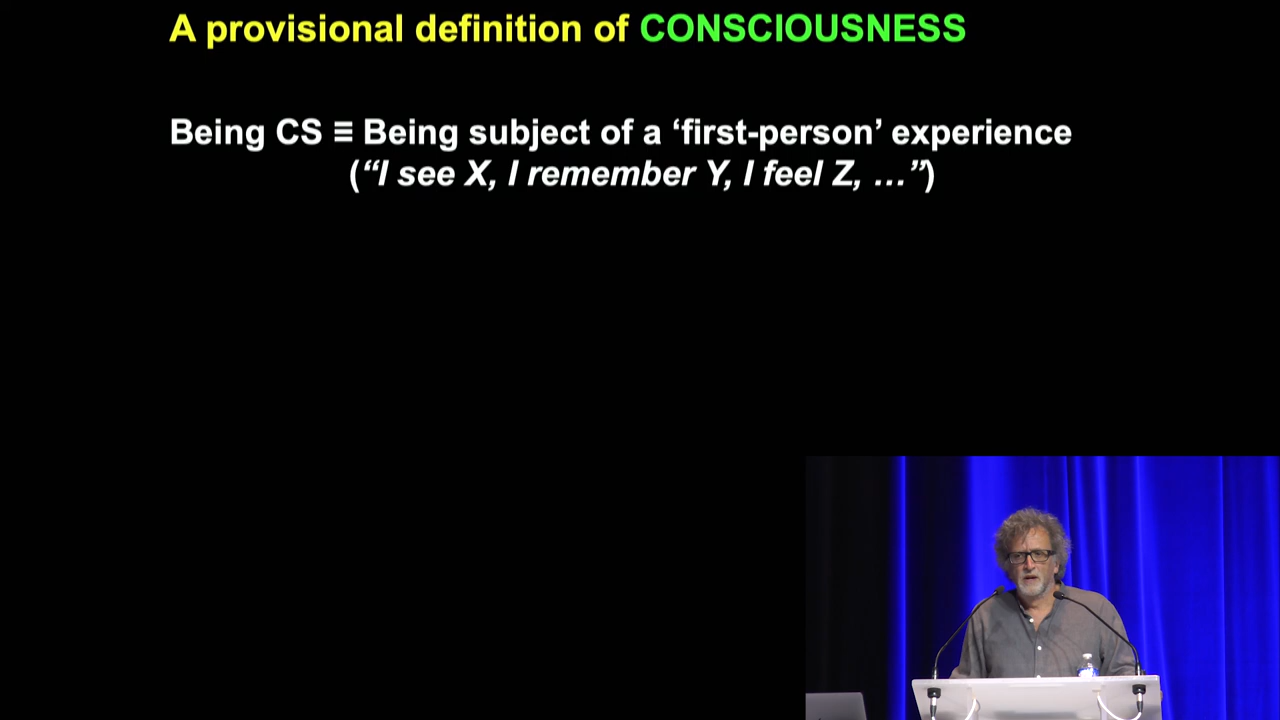 A provisional definition of CONSCIOUSNESS
Being CS ≡ Being subject of a ‘first-person’ experience
(“I see X, I remember Y, I feel Z, …”)